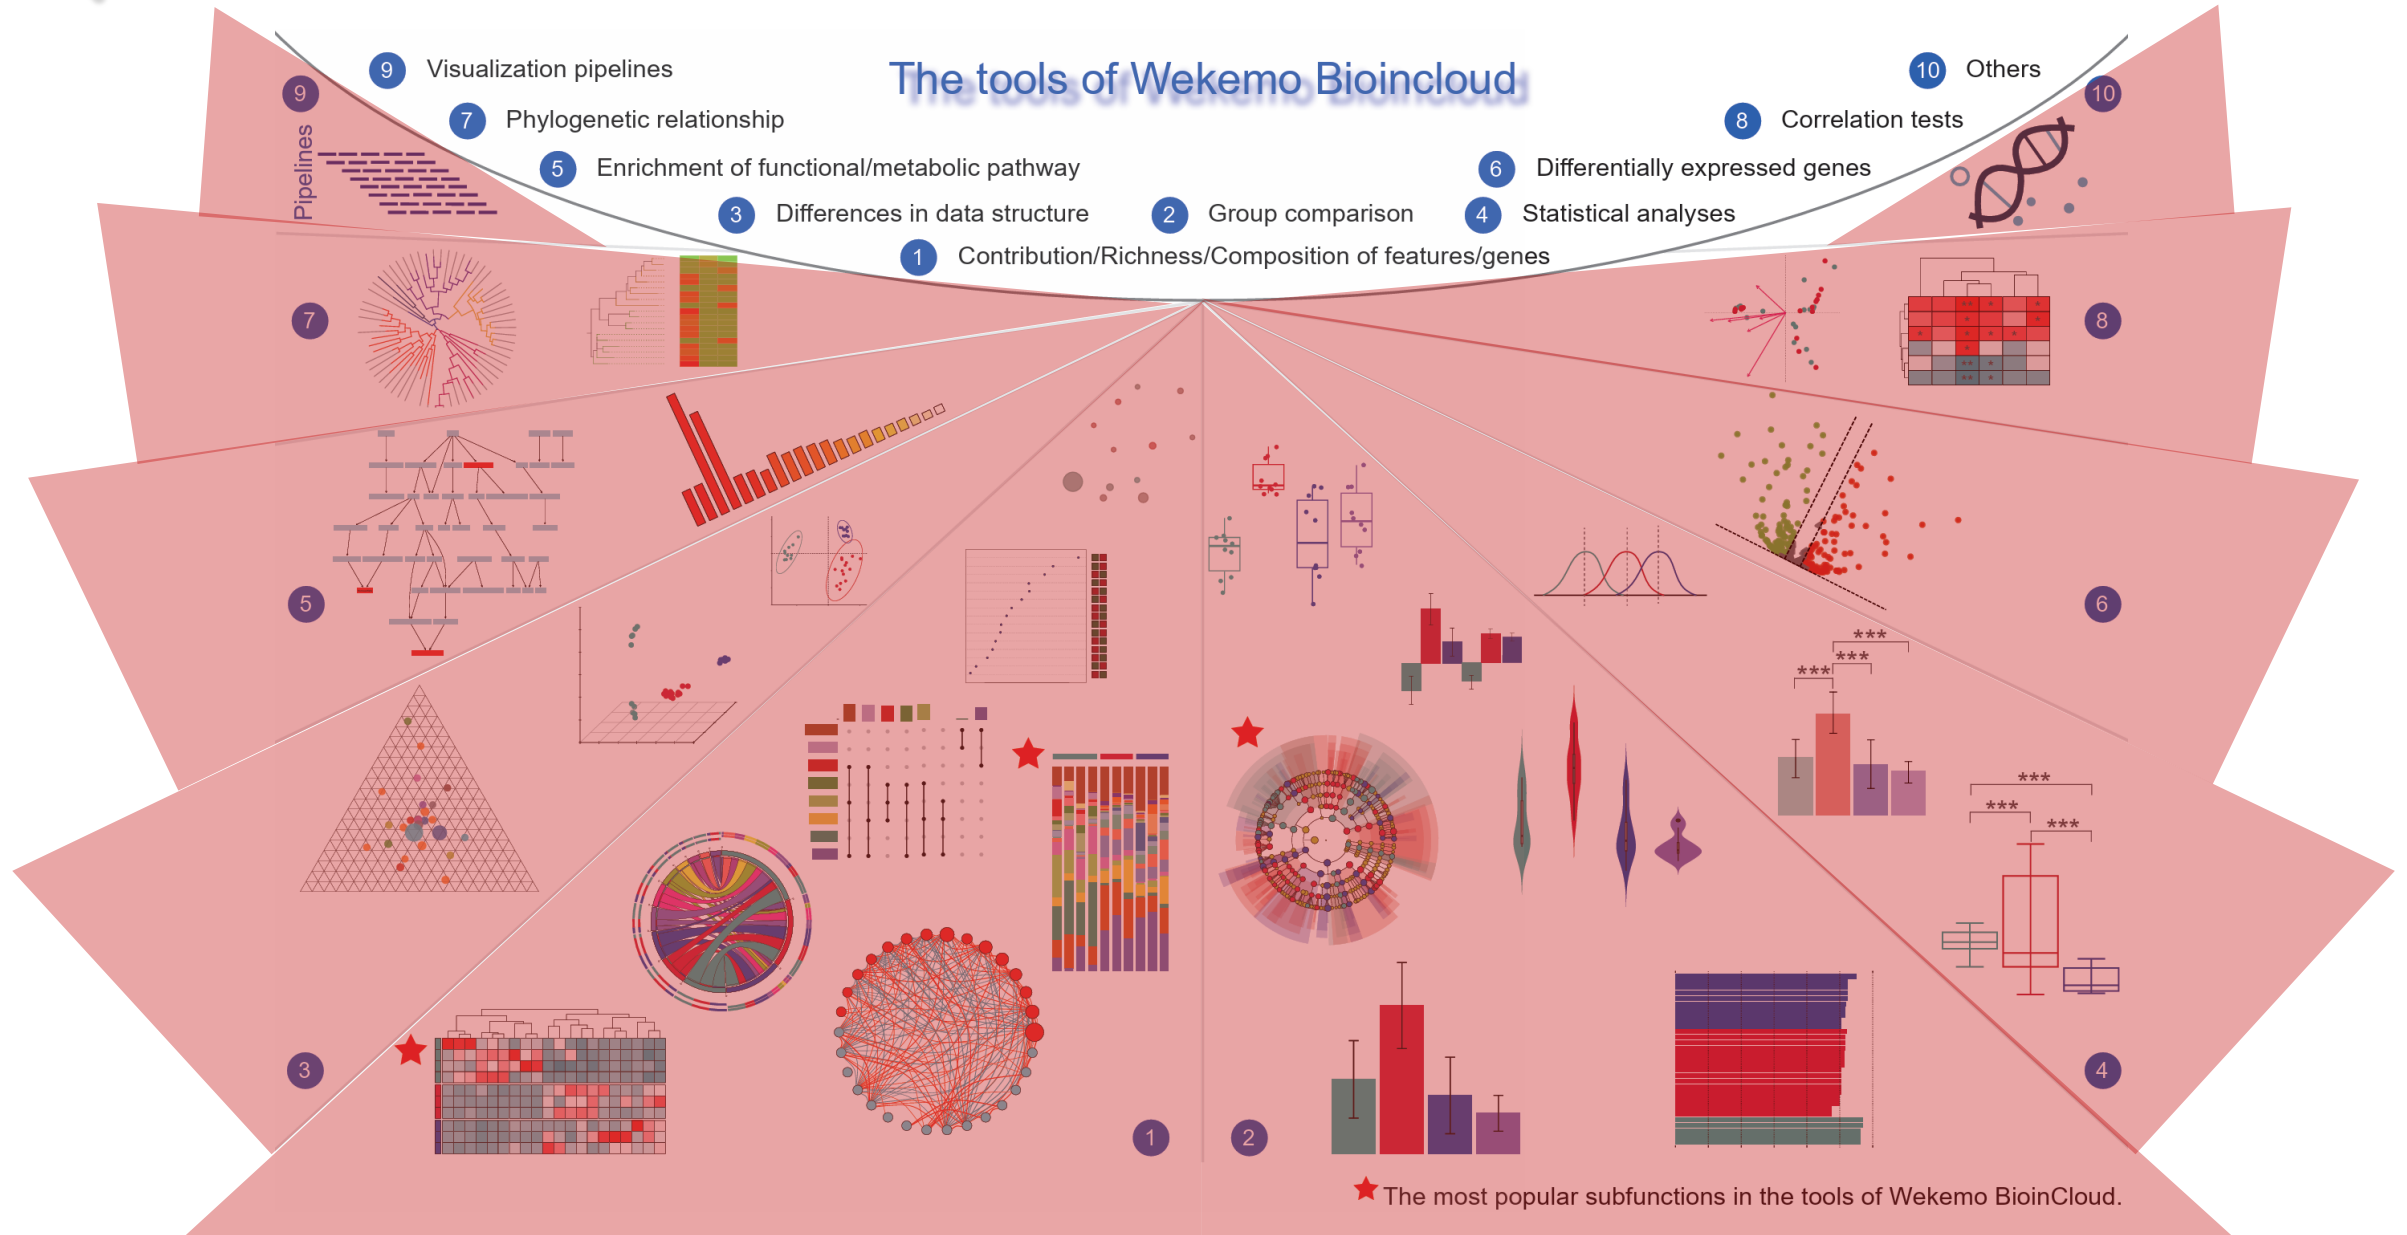 The tools of Wekemo Bioincloud
9 Visualization pipelines
10 Others
7 Phylogenetic relationship
8 Correlation tests
5 Enrichment of functional/metabolic pathway
6 Differentially expressed genes
3 Differences in data structure
2 Group comparison
4 Statistical analyses
1 Contribution/Richness/Composition of features/genes
9
Pipelines
10
7
8
5
6
***
***
***
***
***
***
3
4
1
2
The most popular subfunctions in the tools of Wekemo BioinCloud.